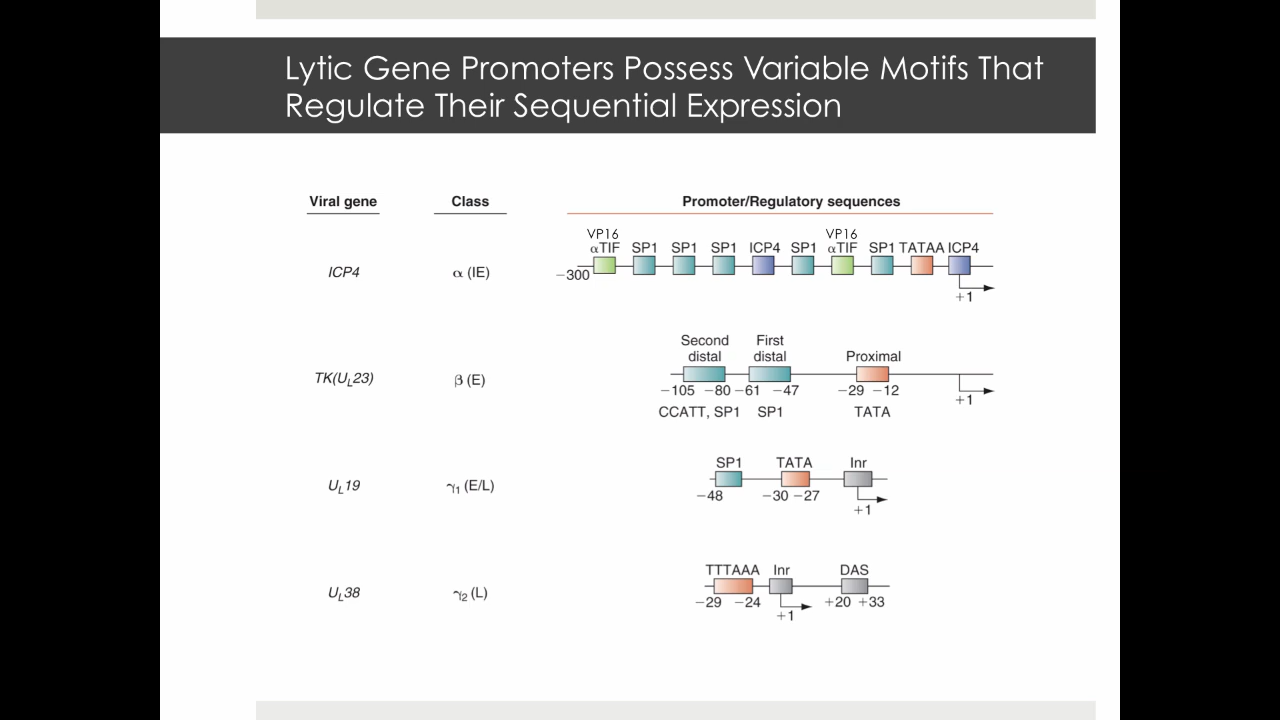 Lytic Gene Promoters Possess Variable Motifs That
Regulate Their Sequential Expression
Viral gene Class Promoter/Regulatory sequences
VP16 VP16
αTIF SP1 SP1 SP1 ICP4 SP1 αTIF SP1 TATAA ICP4
ICP4 α (IE) −300
+1
Second First
distal distal Proximal
TK(UL23) β (E)
−105 −80 −61 −47 −29 −12
+1
CCATT, SP1 SP1 TATA
SP1 TATA Inr
UL19 γ1 (E/L)
−48 −30 −27
+1
TTTAAA Inr DAS
UL38 γ2 (L)
−29 −24 +20 +33
+1